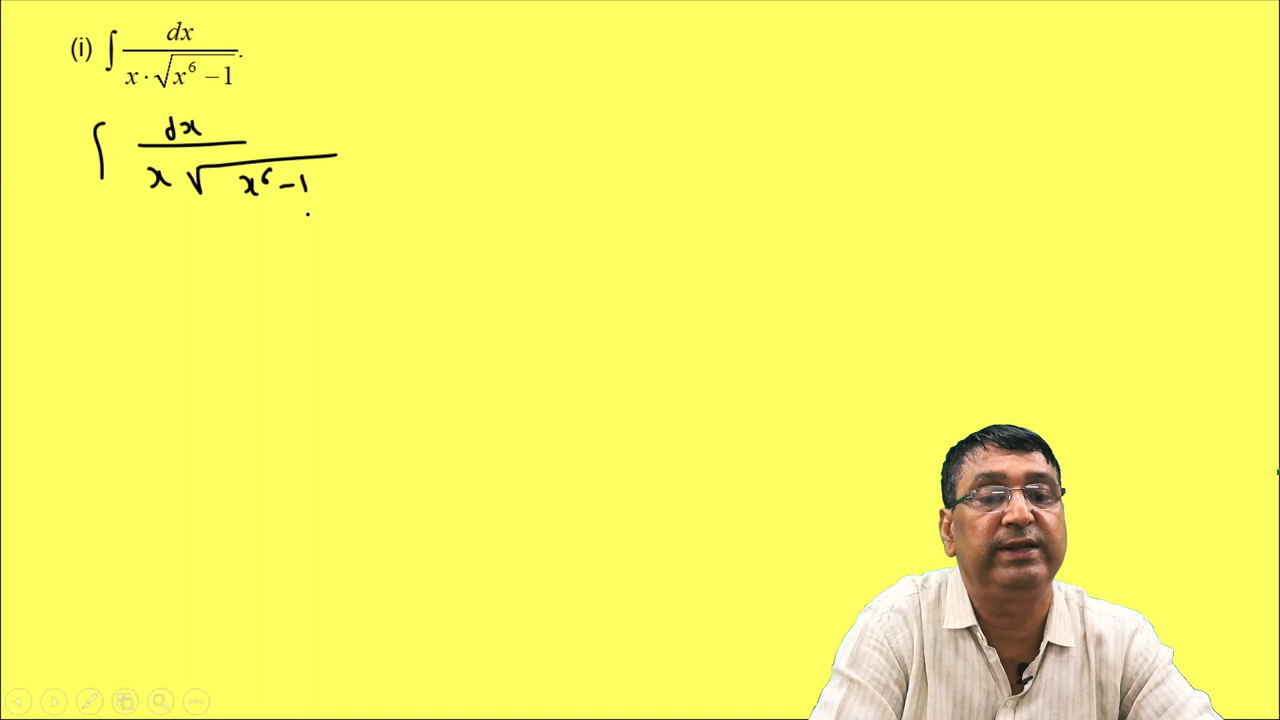 (i) ∫ dx / (x · √(x⁶ − 1)).
∫ dx / (x √(x⁶ − 1))